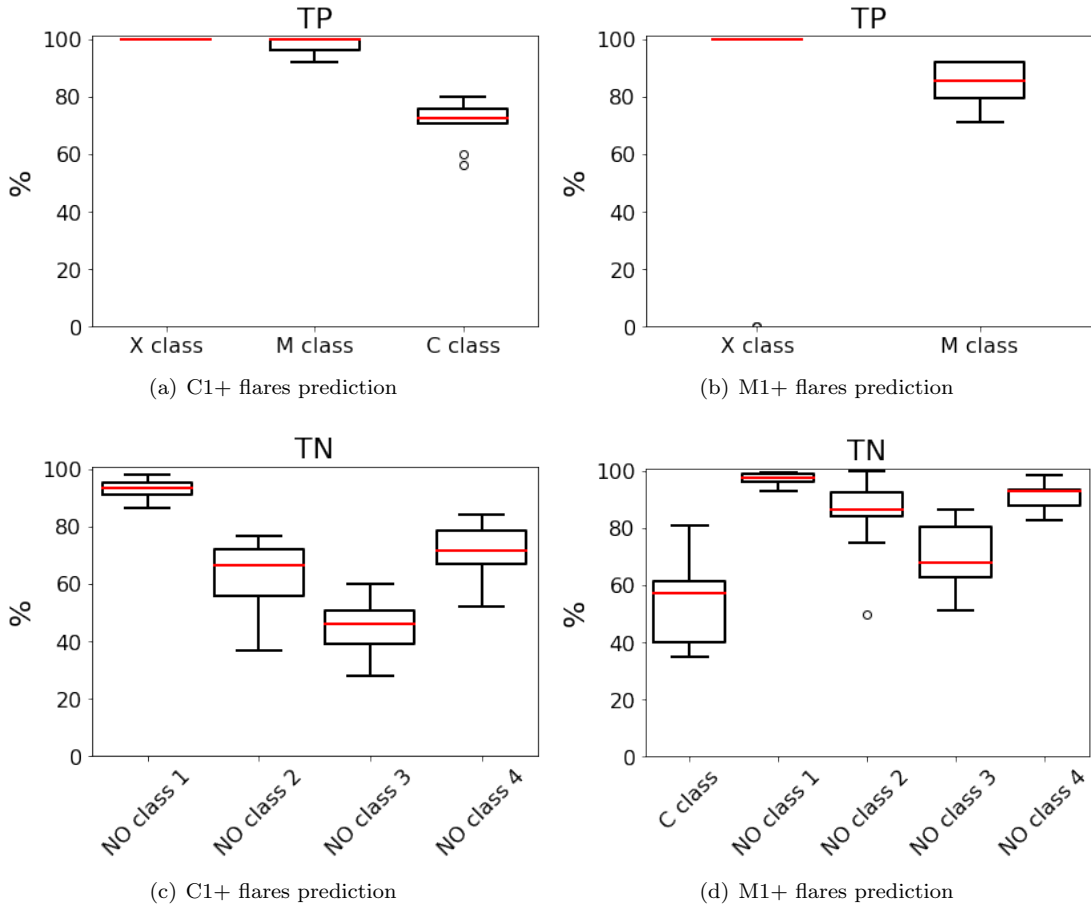 TP
100
80
60
40
20
0
%
X class
M class
C class
(a) C1+ flares prediction
TP
100
80
60
40
20
0
%
X class
M class
(b) M1+ flares prediction
TN
100
80
60
40
20
0
%
NO class 1
NO class 2
NO class 3
NO class 4
(c) C1+ flares prediction
TN
100
80
60
40
20
0
%
C class
NO class 1
NO class 2
NO class 3
NO class 4
(d) M1+ flares prediction